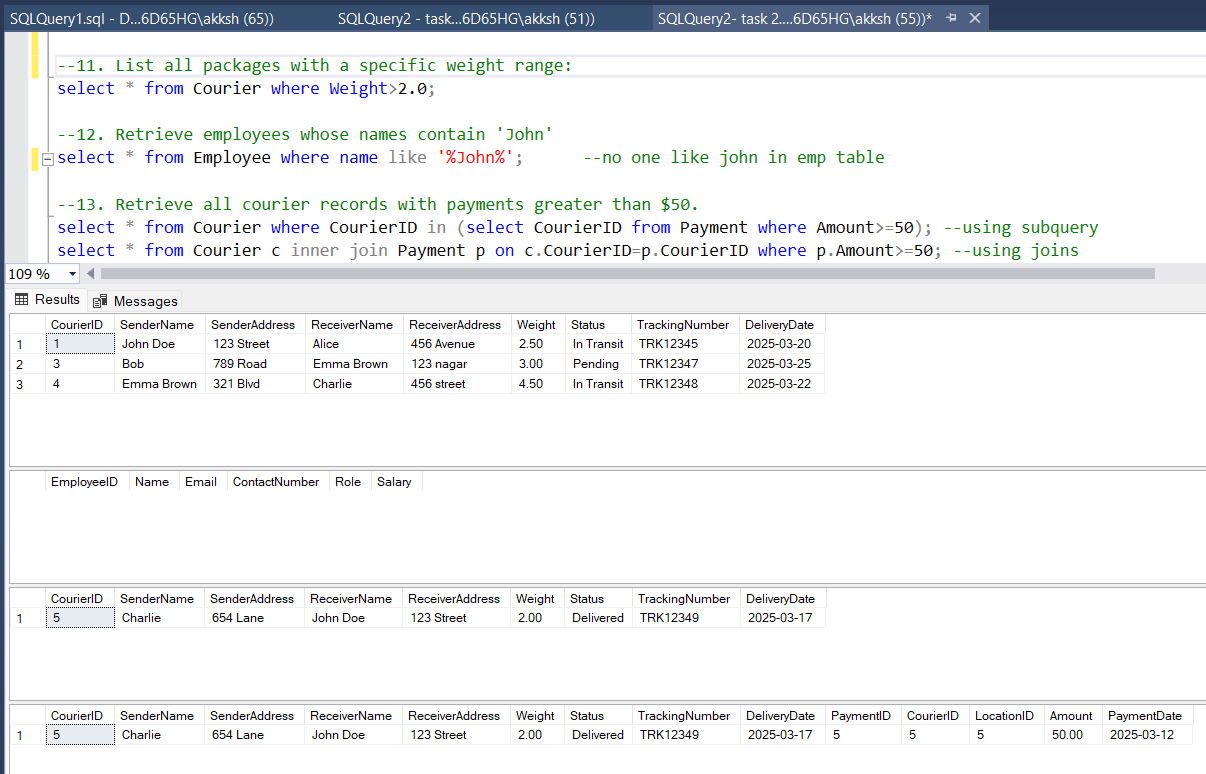 SQLQuery1.sql - D...6D65HG\akksh (65)) SQLQuery2 - task...6D65HG\akksh (51)) SQLQuery2- task 2....6D65HG\akksh (55))*
--11. List all packages with a specific weight range:
select * from Courier where Weight>2.0;
--12. Retrieve employees whose names contain 'John'
select * from Employee where name like '%John%'; --no one like john in emp table
--13. Retrieve all courier records with payments greater than $50.
select * from Courier where CourierID in (select CourierID from Payment where Amount>=50); --using subquery
select * from Courier c inner join Payment p on c.CourierID=p.CourierID where p.Amount>=50; --using joins
109 %
Results Messages
CourierID SenderName SenderAddress ReceiverName ReceiverAddress Weight Status TrackingNumber DeliveryDate
1 1 John Doe 123 Street Alice 456 Avenue 2.50 In Transit TRK12345 2025-03-20
2 3 Bob 789 Road Emma Brown 123 nagar 3.00 Pending TRK12347 2025-03-25
3 4 Emma Brown 321 Blvd Charlie 456 street 4.50 In Transit TRK12348 2025-03-22
EmployeeID Name Email ContactNumber Role Salary
CourierID SenderName SenderAddress ReceiverName ReceiverAddress Weight Status TrackingNumber DeliveryDate
1 5 Charlie 654 Lane John Doe 123 Street 2.00 Delivered TRK12349 2025-03-17
CourierID SenderName SenderAddress ReceiverName ReceiverAddress Weight Status TrackingNumber DeliveryDate PaymentID CourierID LocationID Amount PaymentDate
1 5 Charlie 654 Lane John Doe 123 Street 2.00 Delivered TRK12349 2025-03-17 5 5 5 50.00 2025-03-12